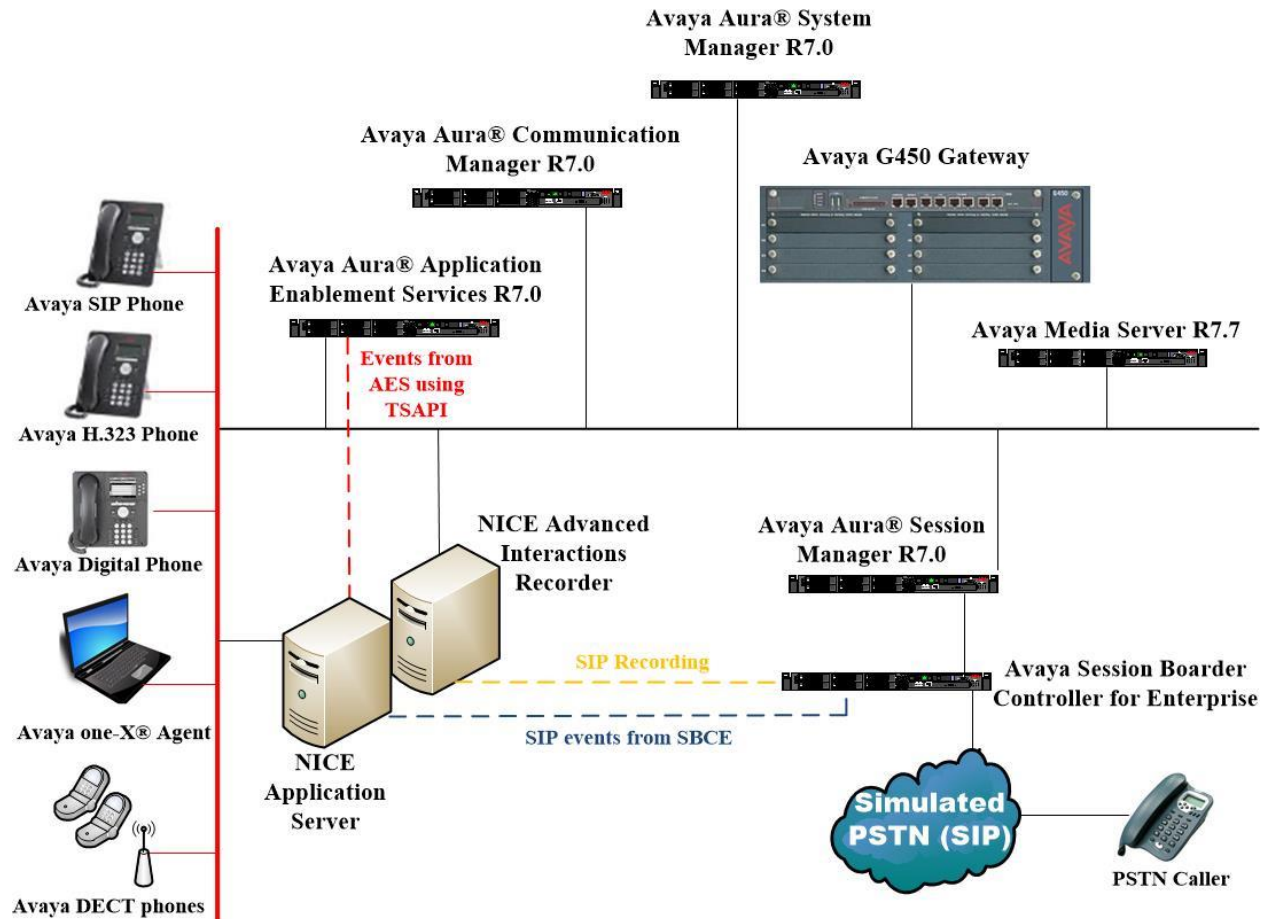 Avaya Aura® System
Manager R7.0
Avaya Aura® Communication
Manager R7.0
Avaya G450 Gateway
G450
AVAYA
Avaya Aura® Application
Enablement Services R7.0
Avaya SIP Phone
Avaya Media Server R7.7
Events from
AES using
TSAPI
Avaya H.323 Phone
NICE Advanced
Interactions
Recorder
Avaya Aura® Session
Manager R7.0
Avaya Digital Phone
SIP Recording
Avaya Session Boarder
Controller for Enterprise
Avaya one-X® Agent
SIP events from SBCE
NICE
Application
Server
Simulated
PSTN (SIP)
PSTN Caller
Avaya DECT phones